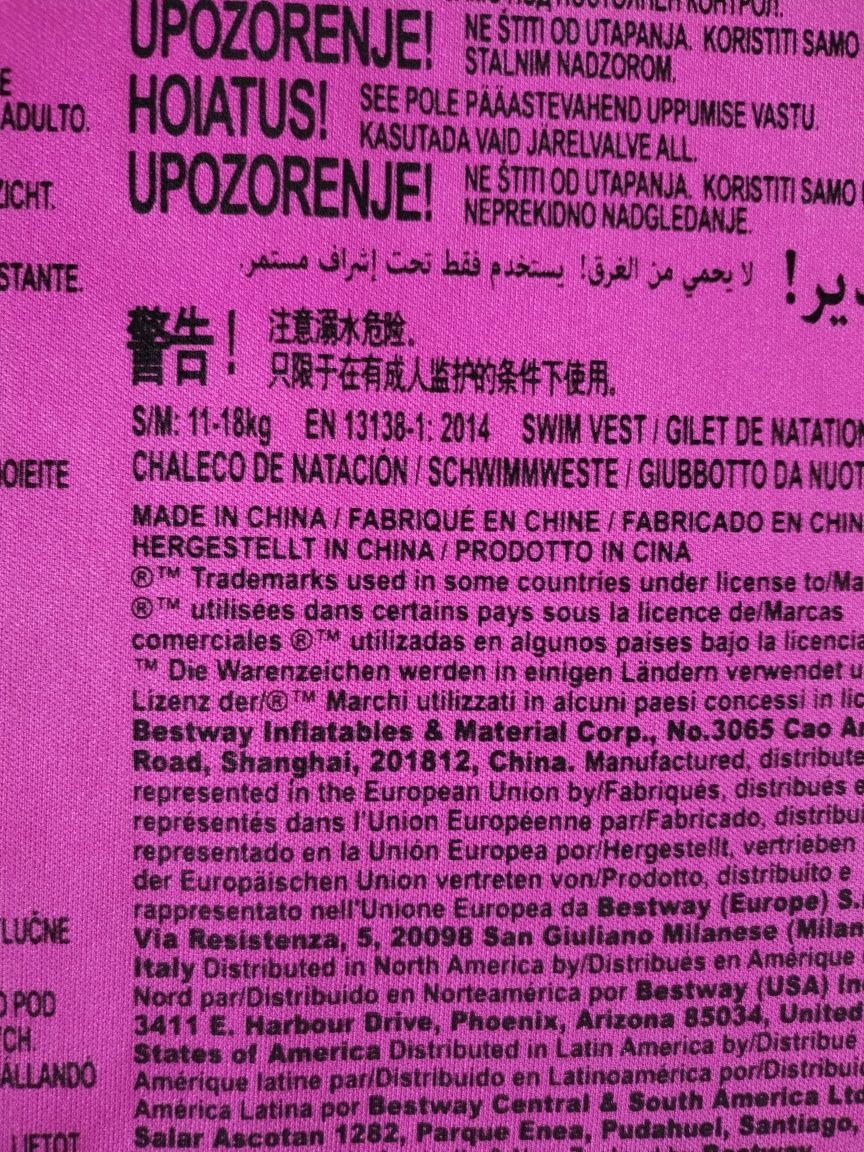 UPOZORENJE! NE ŠTITI OD UTAPANJA. KORISTITI SAMO
STALNIM NADZOROM.
HOIATUS! SEE POLE PÄÄASTEVAHEND UPPUMISE VASTU.
KASUTADA VAID JÄRELVALVE ALL.
UPOZORENJE! NE ŠTITI OD UTAPANJA. KORISTITI SAMO
NEPREKIDNO NADGLEDANJE.
لا يحمي من الغرق! يستخدم فقط تحت إشراف مستمر.
警告! 注意溺水危险。
只限于在有成人监护的条件下使用。
S/M: 11-18kg EN 13138-1: 2014 SWIM VEST / GILET DE NATATION
CHALECO DE NATACIÓN / SCHWIMMWESTE / GIUBBOTTO DA NUOT
MADE IN CHINA / FABRIQUÉ EN CHINE / FABRICADO EN CHIN
HERGESTELLT IN CHINA / PRODOTTO IN CINA
®™ Trademarks used in some countries under license to/Ma
®™ utilisées dans certains pays sous la licence de/Marcas
comerciales ®™ utilizadas en algunos países bajo la licencia
™ Die Warenzeichen werden in einigen Ländern verwendet u
Lizenz der/®™ Marchi utilizzati in alcuni paesi concessi in lic
Bestway Inflatables & Material Corp., No.3065 Cao An
Road, Shanghai, 201812, China. Manufactured, distribute
represented in the European Union by/Fabriqués, distribués e
représentés dans l'Union Européenne par/Fabricado, distribui
representado en la Unión Europea por/Hergestellt, vertrieben
der Europäischen Union vertreten von/Prodotto, distribuito e
rappresentato nell'Unione Europea da Bestway (Europe) S.
Via Resistenza, 5, 20098 San Giuliano Milanese (Milan
Italy Distributed in North America by/Distribués en Amérique
Nord par/Distribuido en Norteamérica por Bestway (USA) In
3411 E. Harbour Drive, Phoenix, Arizona 85034, United
States of America Distributed in Latin America by/Distribué
Amérique latine par/Distribuido en Latinoamérica por/Distribui
América Latina por Bestway Central & South America Ltd
Salar Ascotan 1282, Parque Enea, Pudahuel, Santiago,
ADULTO.
ZICHT.
STANTE.
OIEITE
LUČNE
POD
CH.
ÁLLANDÓ
LIETOT